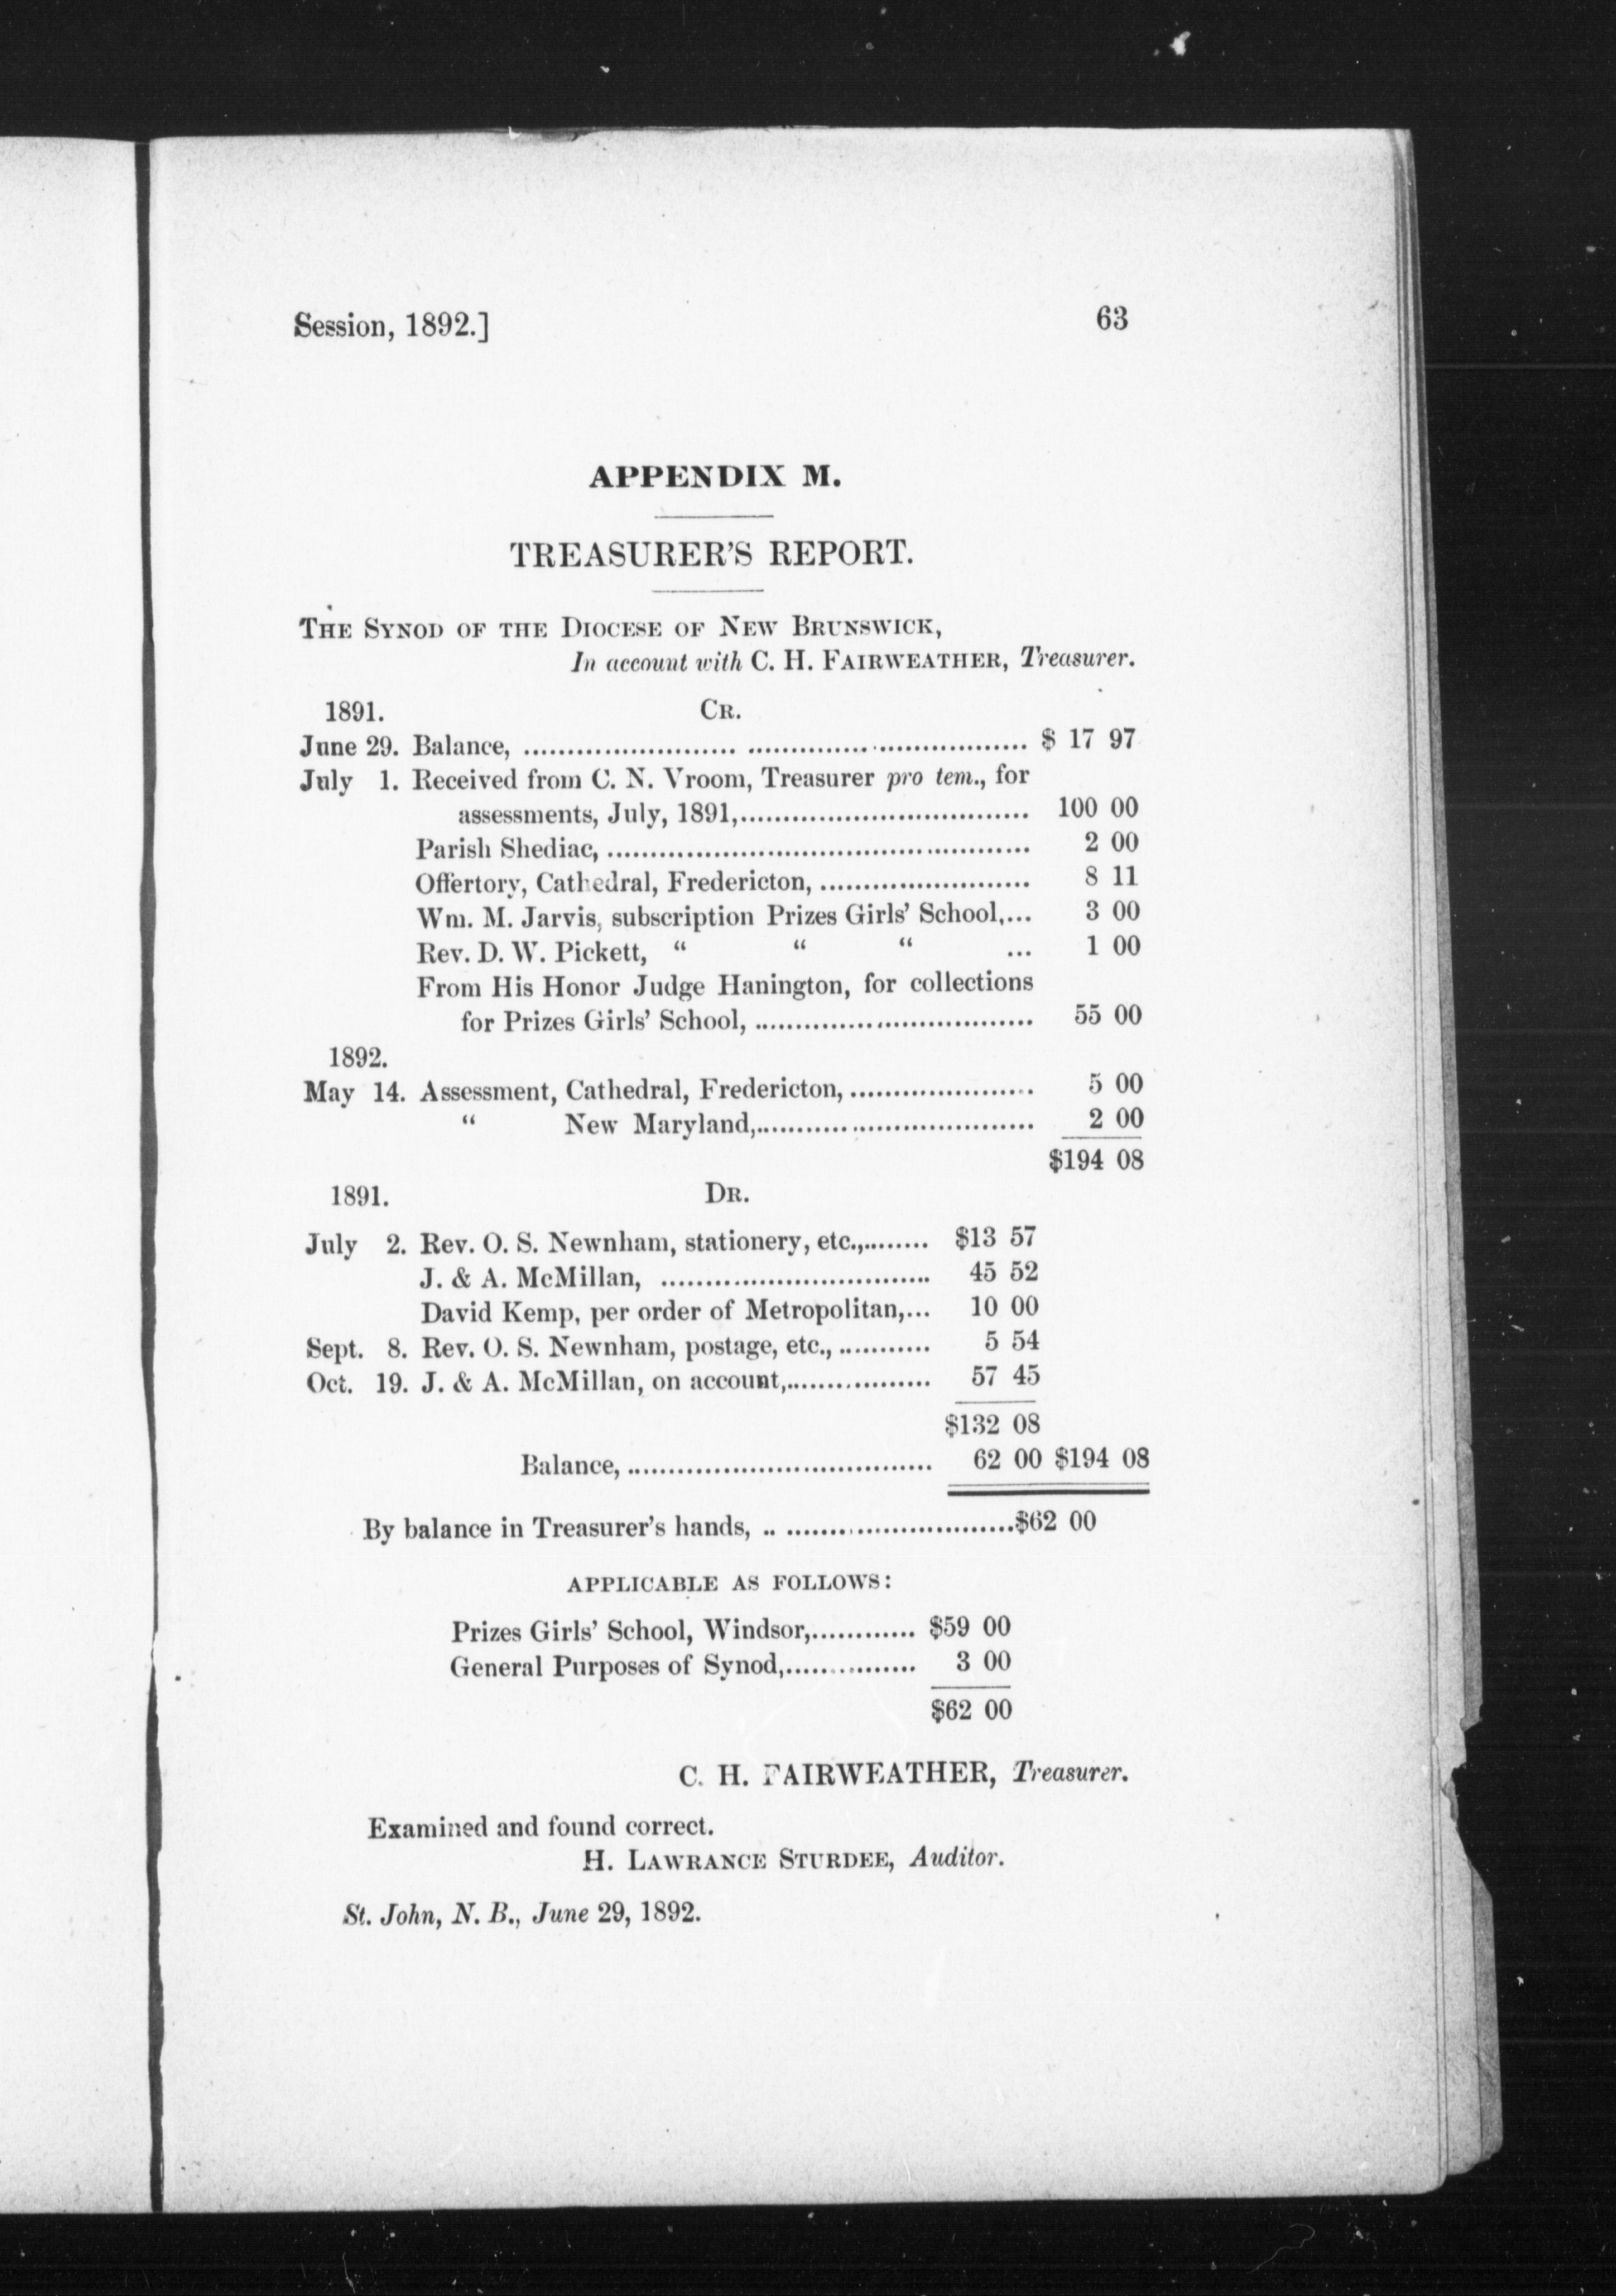 Session, 1892.] 63
APPENDIX M.
TREASURER'S REPORT.
THE SYNOD OF THE DIOCESE OF NEW BRUNSWICK,
In account with C. H. FAIRWEATHER, Treasurer.
1891. CR.
June 29. Balance, ........................ ................................ $ 17 97
July 1. Received from C. N. Vroom, Treasurer pro tem., for
assessments, July, 1891,................................. 100 00
Parish Shediac, ................................................ 2 00
Offertory, Cathedral, Fredericton, ........................ 8 11
Wm. M. Jarvis, subscription Prizes Girls' School,... 3 00
Rev. D. W. Pickett, " " " ... 1 00
From His Honor Judge Hanington, for collections
for Prizes Girls' School, ................................ 55 00
1892.
May 14. Assessment, Cathedral, Fredericton, ..................... 5 00
" New Maryland,................................ 2 00
$194 08
1891. DR.
July 2. Rev. O. S. Newnham, stationery, etc.,........ $13 57
J. & A. McMillan, ............................... 45 52
David Kemp, per order of Metropolitan,... 10 00
Sept. 8. Rev. O. S. Newnham, postage, etc., ........... 5 54
Oct. 19. J. & A. McMillan, on account,................. 57 45
$132 08
Balance, ................................... 62 00 $194 08
By balance in Treasurer's hands, .. ..........................$62 00
APPLICABLE AS FOLLOWS:
Prizes Girls' School, Windsor,............ $59 00
General Purposes of Synod,............... 3 00
$62 00
C. H. FAIRWEATHER, Treasurer.
Examined and found correct.
H. LAWRANCE STURDEE, Auditor.
St. John, N. B., June 29, 1892.